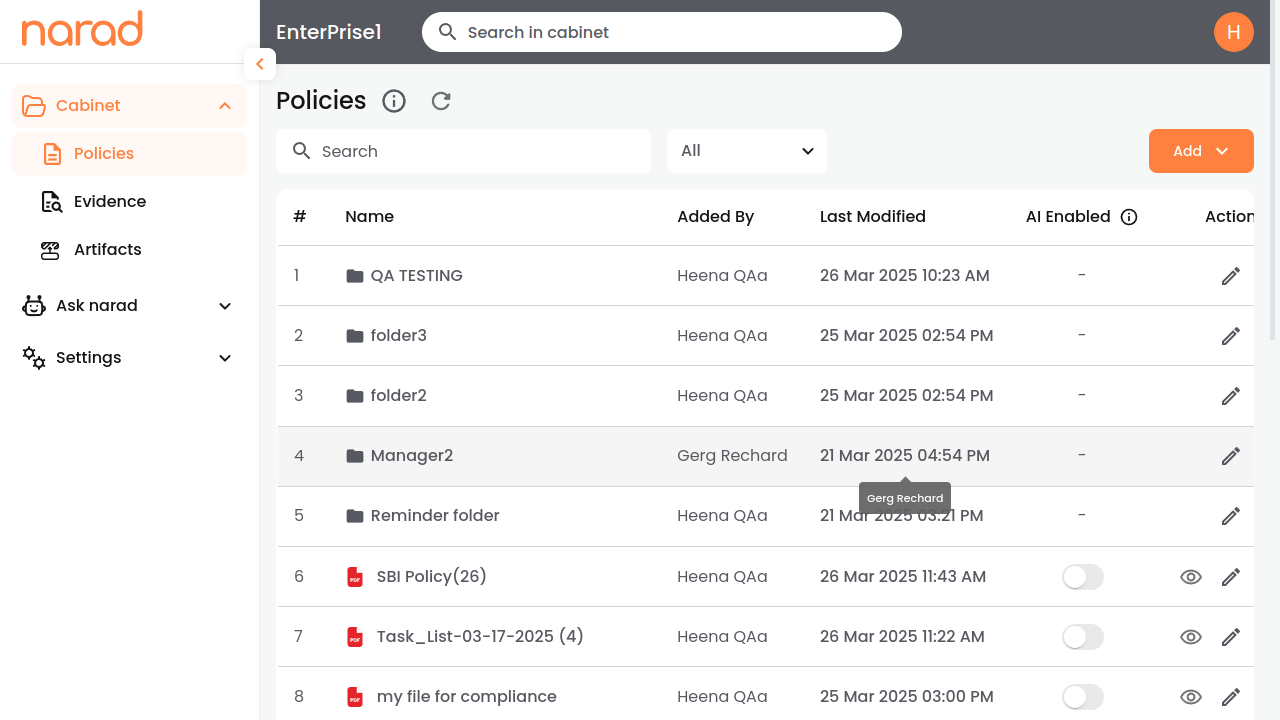 narad
EnterPrise1
Search in cabinet
H
Cabinet
Policies
Evidence
Artifacts
Ask narad
Settings
Policies
Search
All
Add
# Name Added By Last Modified AI Enabled Action
1 QA TESTING Heena QAa 26 Mar 2025 10:23 AM -
2 folder3 Heena QAa 25 Mar 2025 02:54 PM -
3 folder2 Heena QAa 25 Mar 2025 02:54 PM -
4 Manager2 Gerg Rechard 21 Mar 2025 04:54 PM -
Gerg Rechard
5 Reminder folder Heena QAa 21 Mar 2025 03:21 PM -
6 PDF SBI Policy(26) Heena QAa 26 Mar 2025 11:43 AM
7 PDF Task_List-03-17-2025 (4) Heena QAa 26 Mar 2025 11:22 AM
8 PDF my file for compliance Heena QAa 25 Mar 2025 03:00 PM